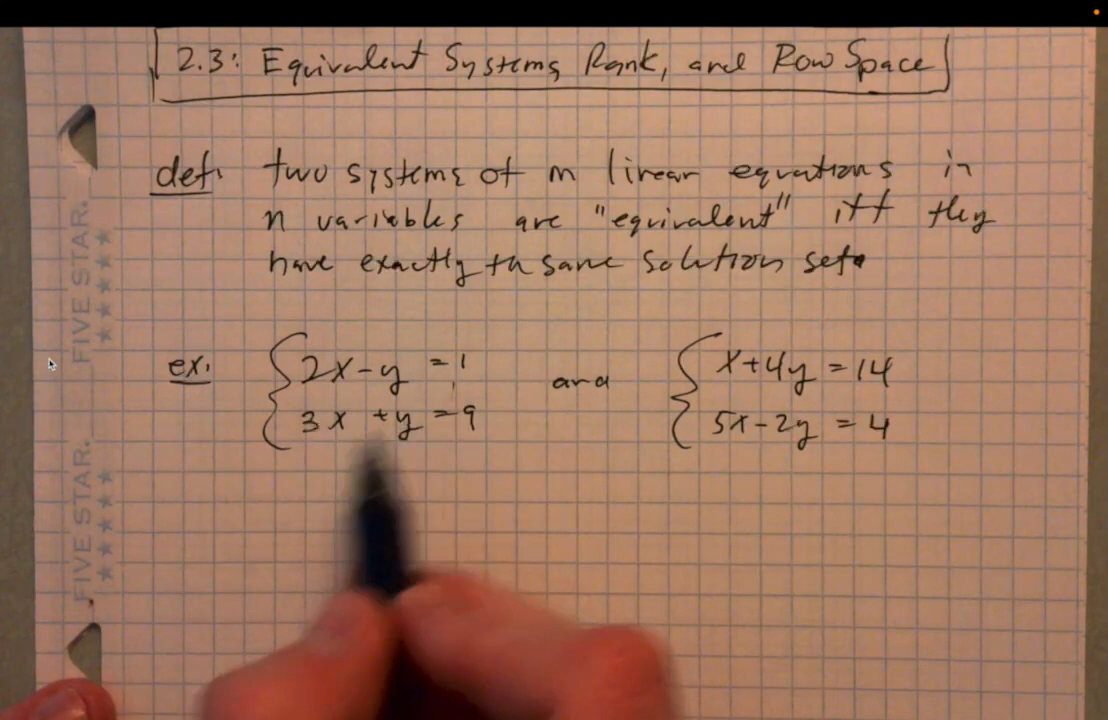 2.3: Equivalent Systems, Rank, and Row Space
def: two systems of m linear equations in
n variables are "equivalent" iff they
have exactly th same solution set.
ex. { 2x-y = 1 and { x+4y = 14
3x +y = 9 5x-2y = 4
FIVE STAR.
FIVE STAR.